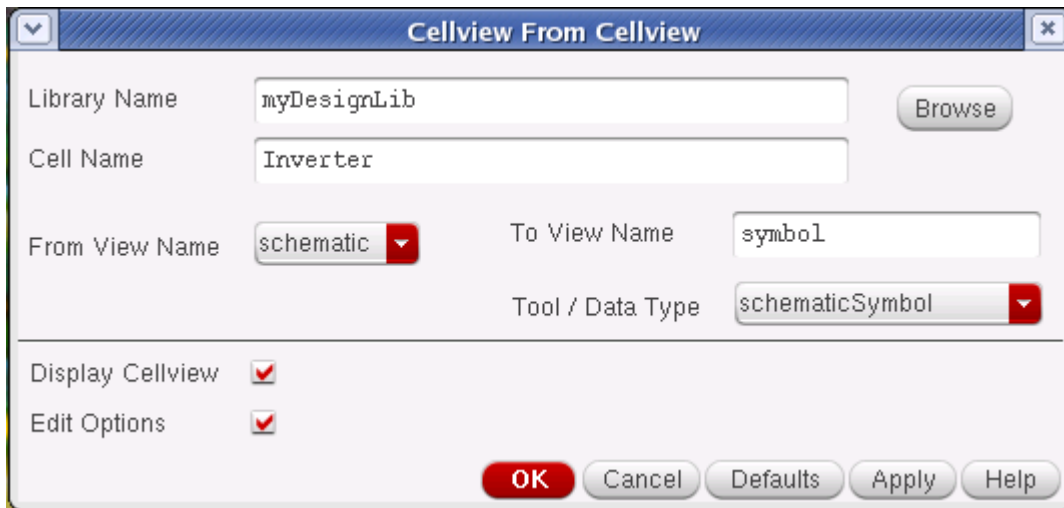 Cellview From Cellview
Library Name myDesignLib Browse
Cell Name Inverter
From View Name schematic To View Name symbol
Tool / Data Type schematicSymbol
Display Cellview
Edit Options
OK Cancel Defaults Apply Help